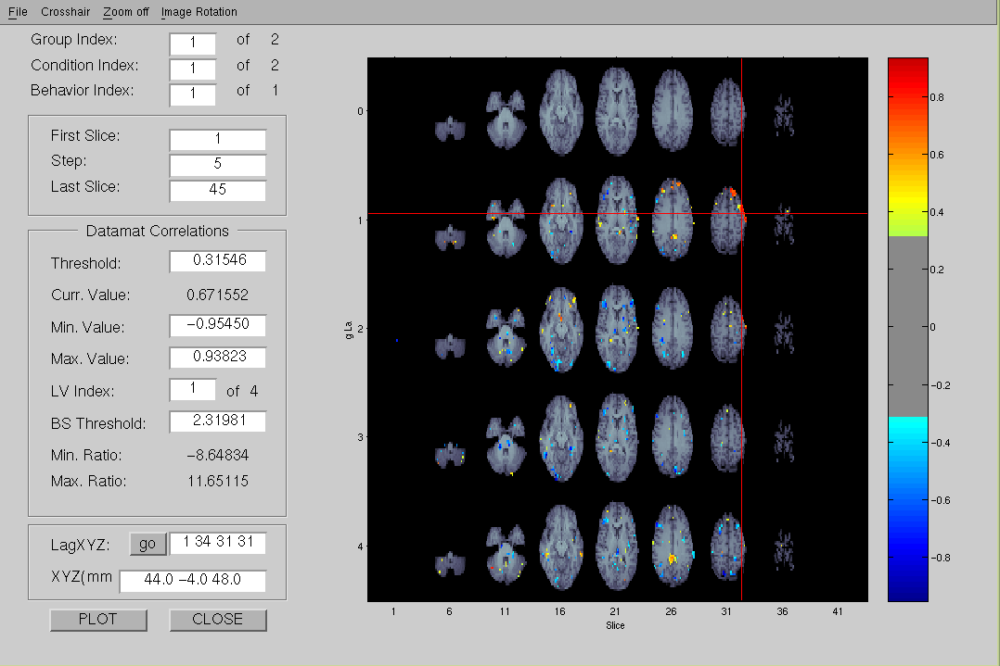 File Crosshair Zoom off Image Rotation
Group Index: 1 of 2
Condition Index: 1 of 2
Behavior Index: 1 of 1
First Slice: 1
Step: 5
Last Slice: 45
Datamat Correlations
Threshold: 0.31546
Curr. Value: 0.671552
Min. Value: −0.95450
Max. Value: 0.93823
LV Index: 1 of 4
BS Threshold: 2.31981
Min. Ratio: −8.64834
Max. Ratio: 11.65115
LagXYZ: go 1 34 31 31
XYZ(mm 44.0 −4.0 48.0
PLOT CLOSE
g La
0
1
2
3
4
1 6 11 16 21 26 31 36 41
Slice
0.8
0.6
0.4
0.2
0
−0.2
−0.4
−0.6
−0.8